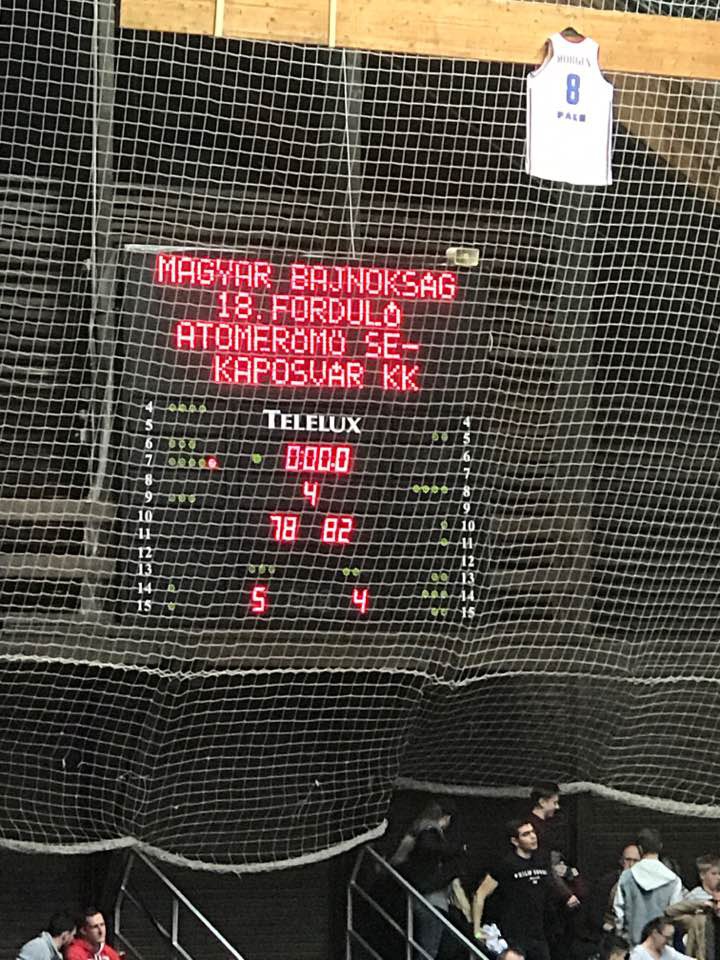 MORGEN
8
PALM
MAGYAR BAJNOKSÁG
18. FORDULÓ
ATOMERŐMŰ SE-
KAPOSVÁR KK
TELELUX
4 4
5 5
6 6
7 0:00.0 7
8 4 8
9 9
10 78 82 10
11 11
12 12
13 13
14 5 4 14
15 15